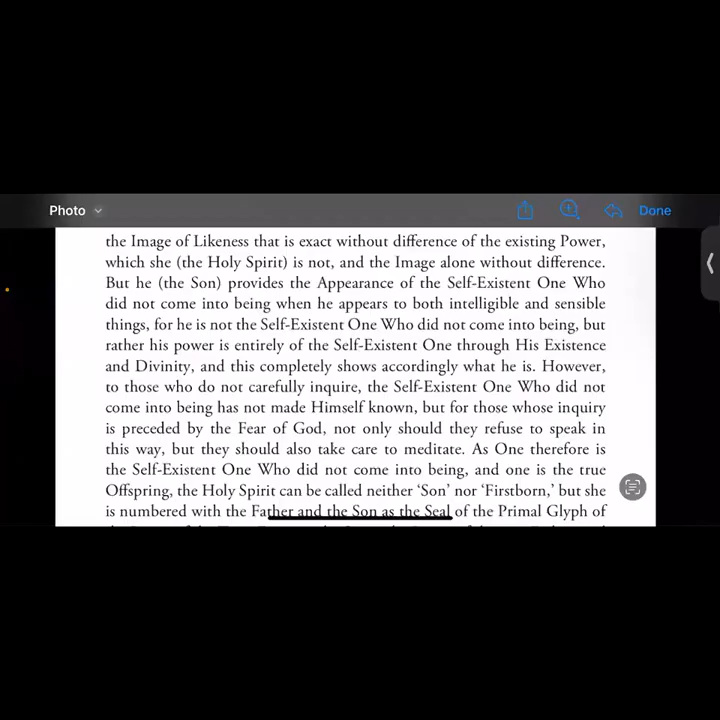 Photo
Done
the Image of Likeness that is exact without difference of the existing Power,
which she (the Holy Spirit) is not, and the Image alone without difference.
But he (the Son) provides the Appearance of the Self-Existent One Who
did not come into being when he appears to both intelligible and sensible
things, for he is not the Self-Existent One Who did not come into being, but
rather his power is entirely of the Self-Existent One through His Existence
and Divinity, and this completely shows accordingly what he is. However,
to those who do not carefully inquire, the Self-Existent One Who did not
come into being has not made Himself known, but for those whose inquiry
is preceded by the Fear of God, not only should they refuse to speak in
this way, but they should also take care to meditate. As One therefore is
the Self-Existent One Who did not come into being, and one is the true
Offspring, the Holy Spirit can be called neither ‘Son’ nor ‘Firstborn,’ but she
is numbered with the Father and the Son as the Seal of the Primal Glyph of